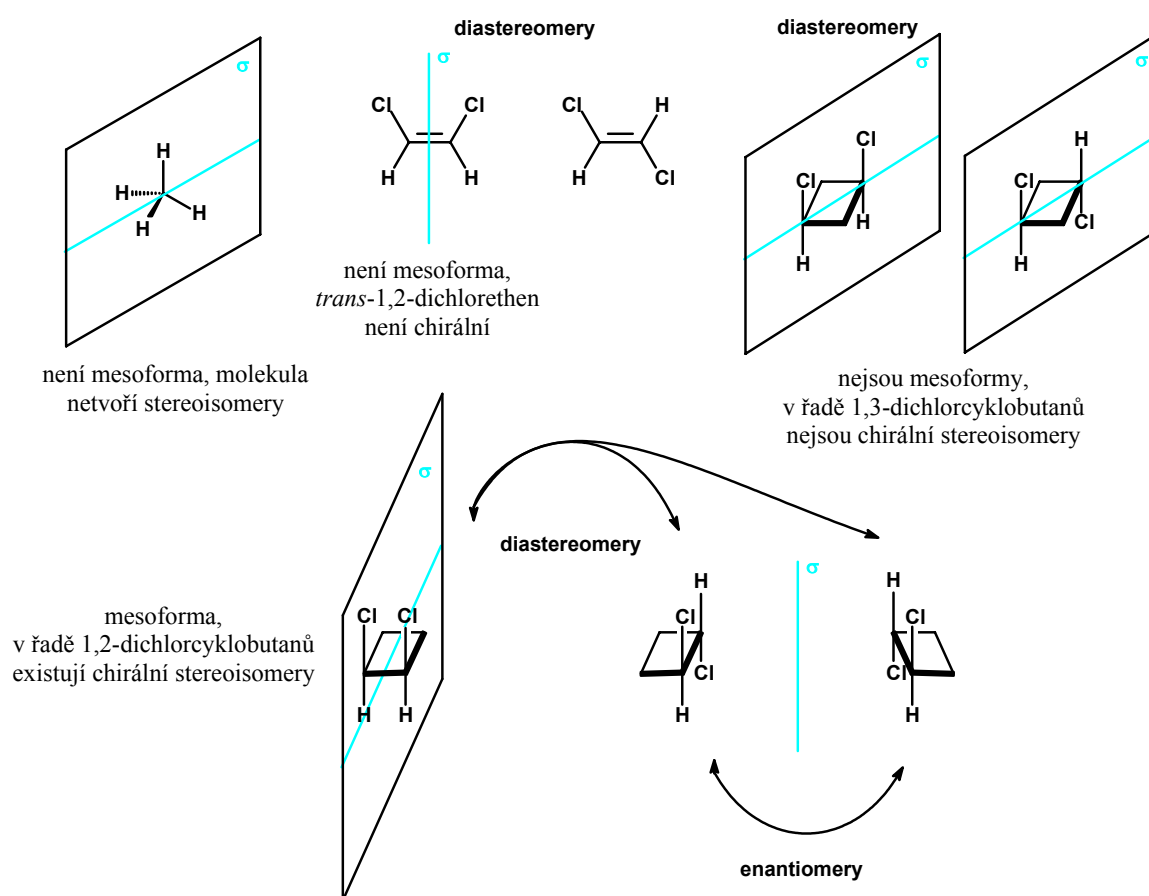 diastereomery
diastereomery
σ
σ
σ
σ
Cl
Cl
H
H
Cl
H
H
Cl
H
H
H
H
Cl
Cl
H
H
Cl
H
H
Cl
není mesoforma,
trans-1,2-dichlorethen
není chirální
není mesoforma, molekula
netvoří stereoisomery
nejsou mesoformy,
v řadě 1,3-dichlorcyklobutanů
nejsou chirální stereoisomery
σ
diastereomery
σ
mesoforma,
v řadě 1,2-dichlorcyklobutanů
existují chirální stereoisomery
Cl
Cl
H
H
H
Cl
Cl
H
H
Cl
Cl
H
enantiomery